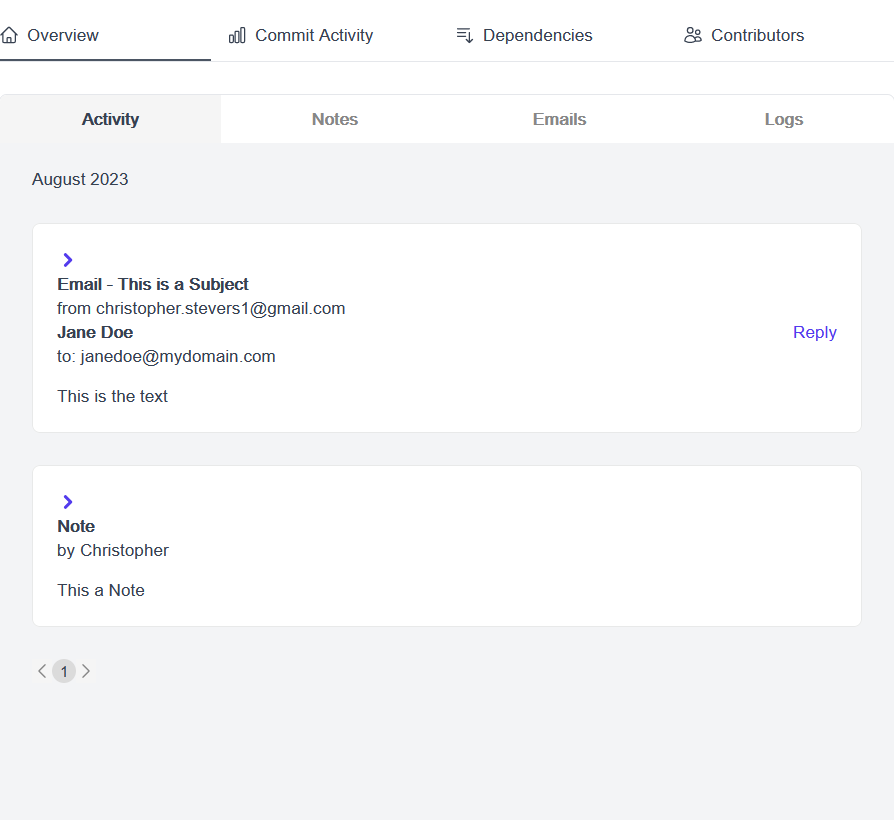 Overview Commit Activity Dependencies Contributors
Activity Notes Emails Logs
August 2023
Email - This is a Subject
from christopher.stevers1@gmail.com
Jane Doe
Reply
to: janedoe@mydomain.com
This is the text
Note
by Christopher
This a Note
1